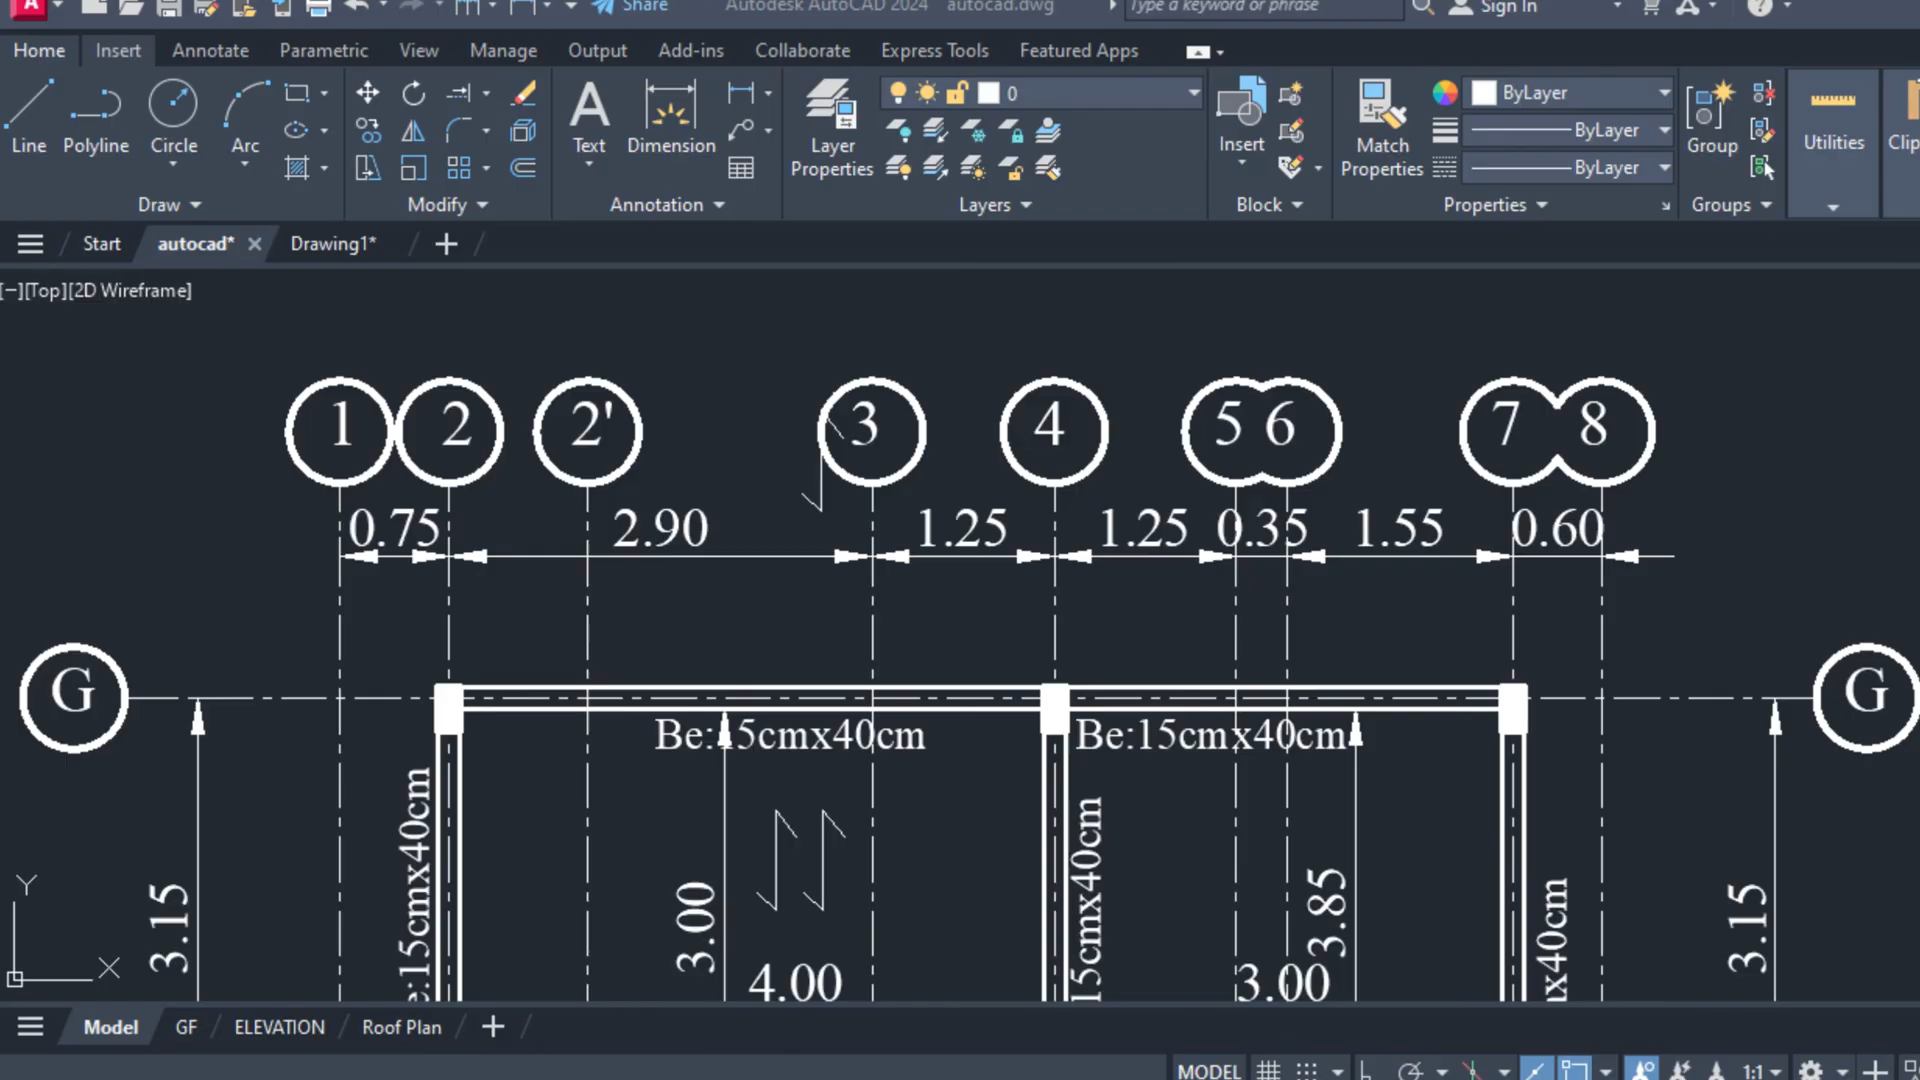 Share Autodesk AutoCAD 2024 autocad.dwg Type a keyword or phrase Sign In
Home Insert Annotate Parametric View Manage Output Add-ins Collaborate Express Tools Featured Apps
0 ByLayer
ByLayer
Line Polyline Circle Arc Text Dimension Layer Properties Insert Match Properties ByLayer Group Utilities
Draw Modify Annotation Layers Block Properties Groups
Start autocad* Drawing1*
[−][Top][2D Wireframe]
1 2 2' 3 4 5 6 7 8
0.75 2.90 1.25 1.25 0.35 1.55 0.60
G G
Be:15cmx40cm Be:15cmx40cm
3.15
e:15cmx40cm
3.00
4.00
15cmx40cm
3.85
3.00
x40cm
3.15
Y
X
Model GF ELEVATION Roof Plan
MODEL 1:1